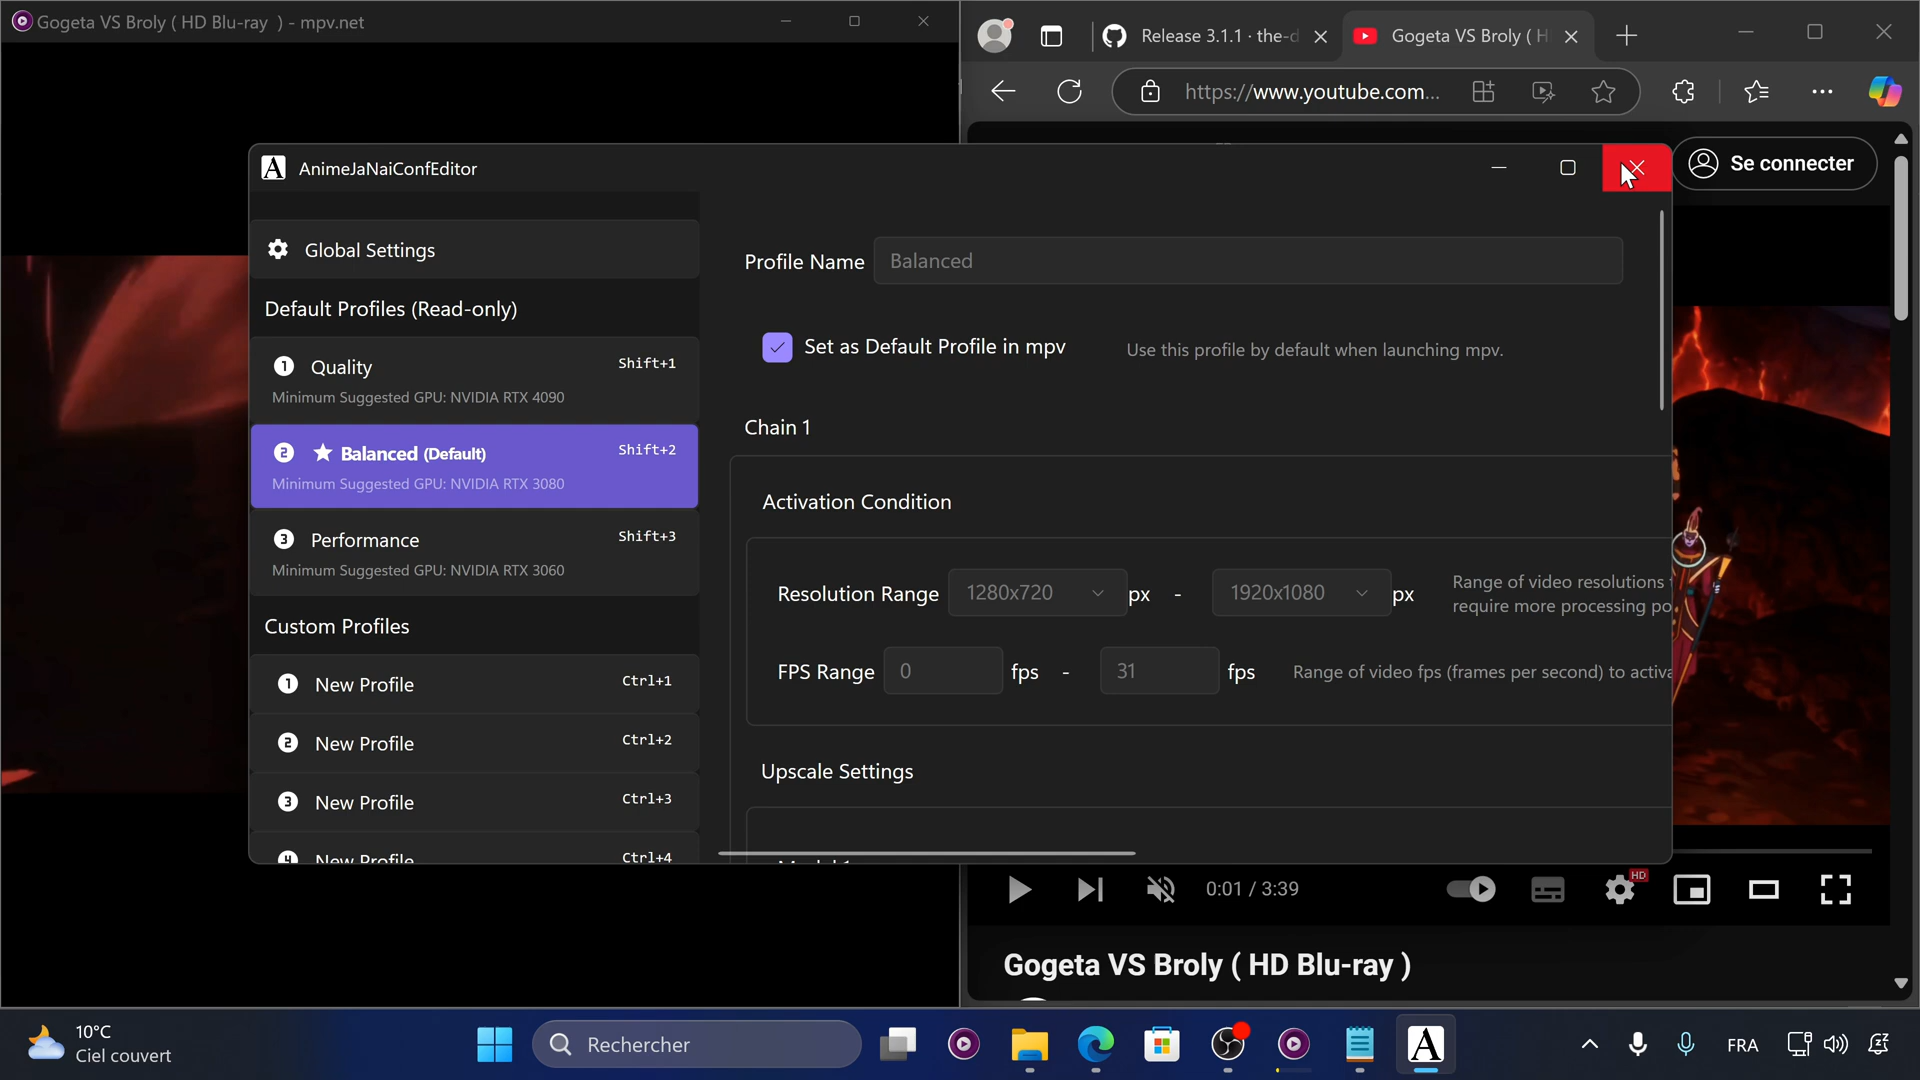 Gogeta VS Broly ( HD Blu-ray ) - mpv.net
Release 3.1.1 · the-d
Gogeta VS Broly ( H
https://www.youtube.com...
Se connecter
AnimeJaNaiConfEditor
Global Settings
Default Profiles (Read-only)
1 Quality Shift+1
Minimum Suggested GPU: NVIDIA RTX 4090
2 Balanced (Default) Shift+2
Minimum Suggested GPU: NVIDIA RTX 3080
3 Performance Shift+3
Minimum Suggested GPU: NVIDIA RTX 3060
Custom Profiles
1 New Profile Ctrl+1
2 New Profile Ctrl+2
3 New Profile Ctrl+3
4 New Profile Ctrl+4
Profile Name Balanced
Set as Default Profile in mpv Use this profile by default when launching mpv.
Chain 1
Activation Condition
Resolution Range 1280x720 px - 1920x1080 px
Range of video resolutions
require more processing po
FPS Range 0 fps - 31 fps Range of video fps (frames per second) to activa
Upscale Settings
0:01 / 3:39
HD
Gogeta VS Broly ( HD Blu-ray )
10°C
Ciel couvert
Rechercher
FRA